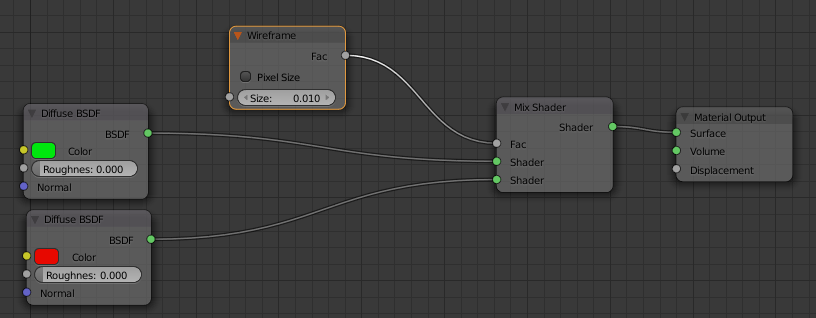 Wireframe
Fac
Pixel Size
Size: 0.010
Diffuse BSDF
BSDF
Color
Roughnes: 0.000
Normal
Diffuse BSDF
BSDF
Color
Roughnes: 0.000
Normal
Mix Shader
Shader
Fac
Shader
Shader
Material Output
Surface
Volume
Displacement